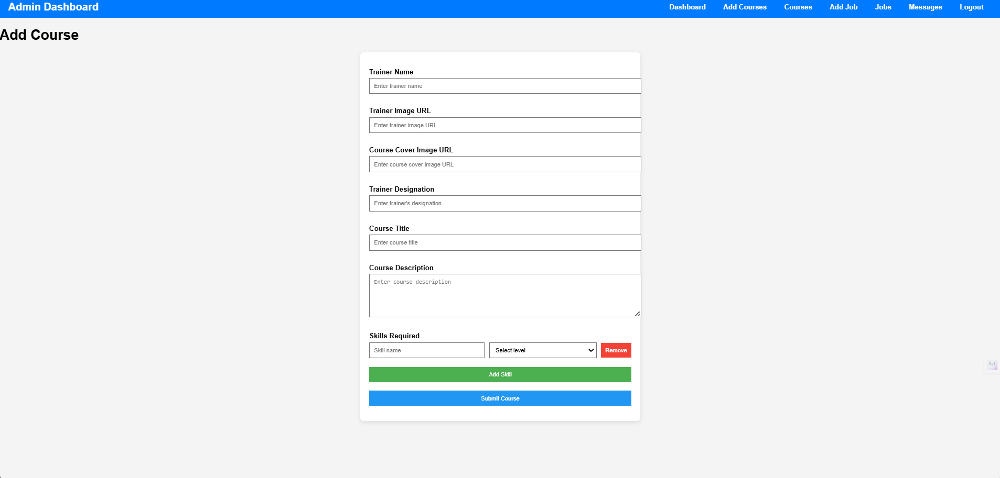 Admin Dashboard
Dashboard Add Courses Courses Add Job Jobs Messages Logout
Add Course
Trainer Name
Enter trainer name
Trainer Image URL
Enter trainer image URL
Course Cover Image URL
Enter course cover image URL
Trainer Designation
Enter trainer's designation
Course Title
Enter course title
Course Description
Enter course description
Skills Required
Skill name Select level Remove
Add Skill
Submit Course